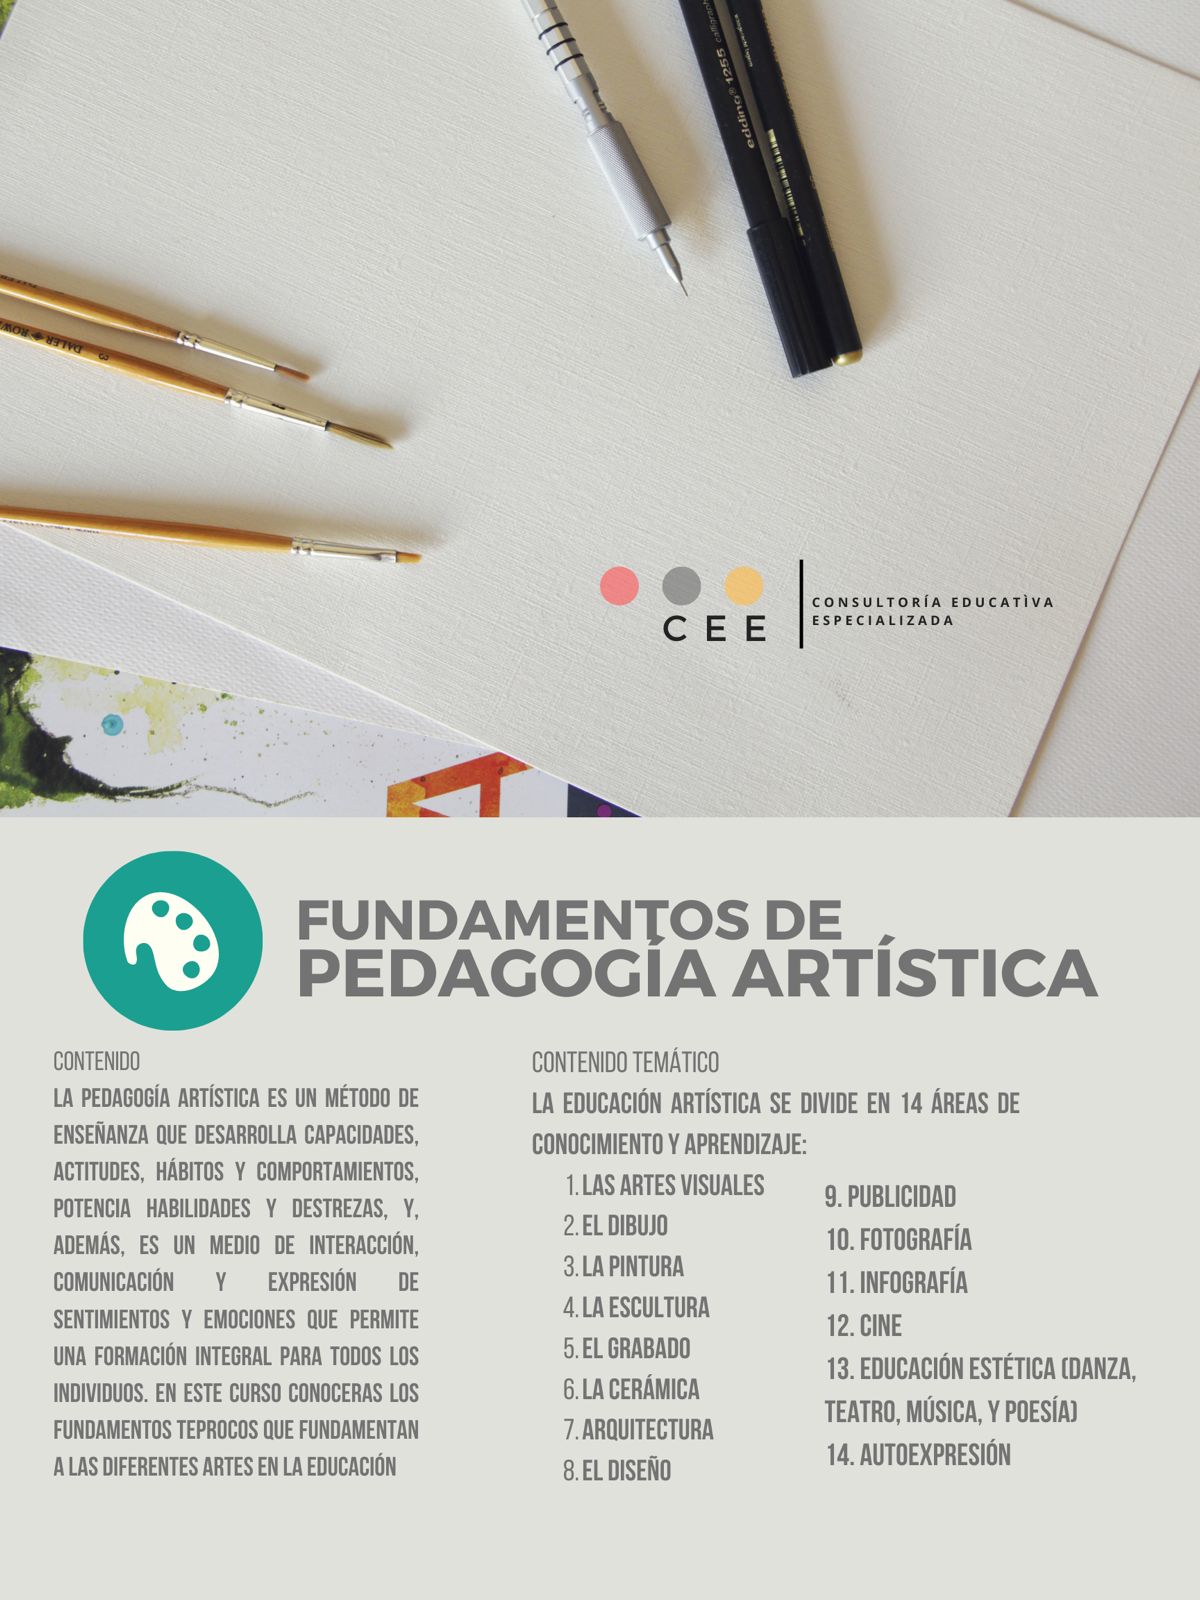 edding® 1255 calligraph
DALER ROW
3
CEE
CONSULTORÍA EDUCATÌVA
ESPECIALIZADA
FUNDAMENTOS DE
PEDAGOGÍA ARTÍSTICA
CONTENIDO
LA PEDAGOGÍA ARTÍSTICA ES UN MÉTODO DE
ENSEÑANZA QUE DESARROLLA CAPACIDADES,
ACTITUDES, HÁBITOS Y COMPORTAMIENTOS,
POTENCIA HABILIDADES Y DESTREZAS, Y,
ADEMÁS, ES UN MEDIO DE INTERACCIÓN,
COMUNICACIÓN Y EXPRESIÓN DE
SENTIMIENTOS Y EMOCIONES QUE PERMITE
UNA FORMACIÓN INTEGRAL PARA TODOS LOS
INDIVIDUOS. EN ESTE CURSO CONOCERAS LOS
FUNDAMENTOS TEPROCOS QUE FUNDAMENTAN
A LAS DIFERENTES ARTES EN LA EDUCACIÓN
CONTENIDO TEMÁTICO
LA EDUCACIÓN ARTÍSTICA SE DIVIDE EN 14 ÁREAS DE
CONOCIMIENTO Y APRENDIZAJE:
1. LAS ARTES VISUALES
2. EL DIBUJO
3. LA PINTURA
4. LA ESCULTURA
5. EL GRABADO
6. LA CERÁMICA
7. ARQUITECTURA
8. EL DISEÑO
9. PUBLICIDAD
10. FOTOGRAFÍA
11. INFOGRAFÍA
12. CINE
13. EDUCACIÓN ESTÉTICA (DANZA,
TEATRO, MÚSICA, Y POESÍA)
14. AUTOEXPRESIÓN